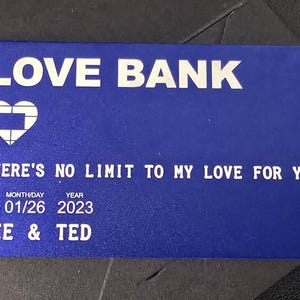 LOVE BANK
ERE'S NO LIMIT TO MY LOVE FOR Y
MONTH/DAY YEAR
01/26 2023
E & TED